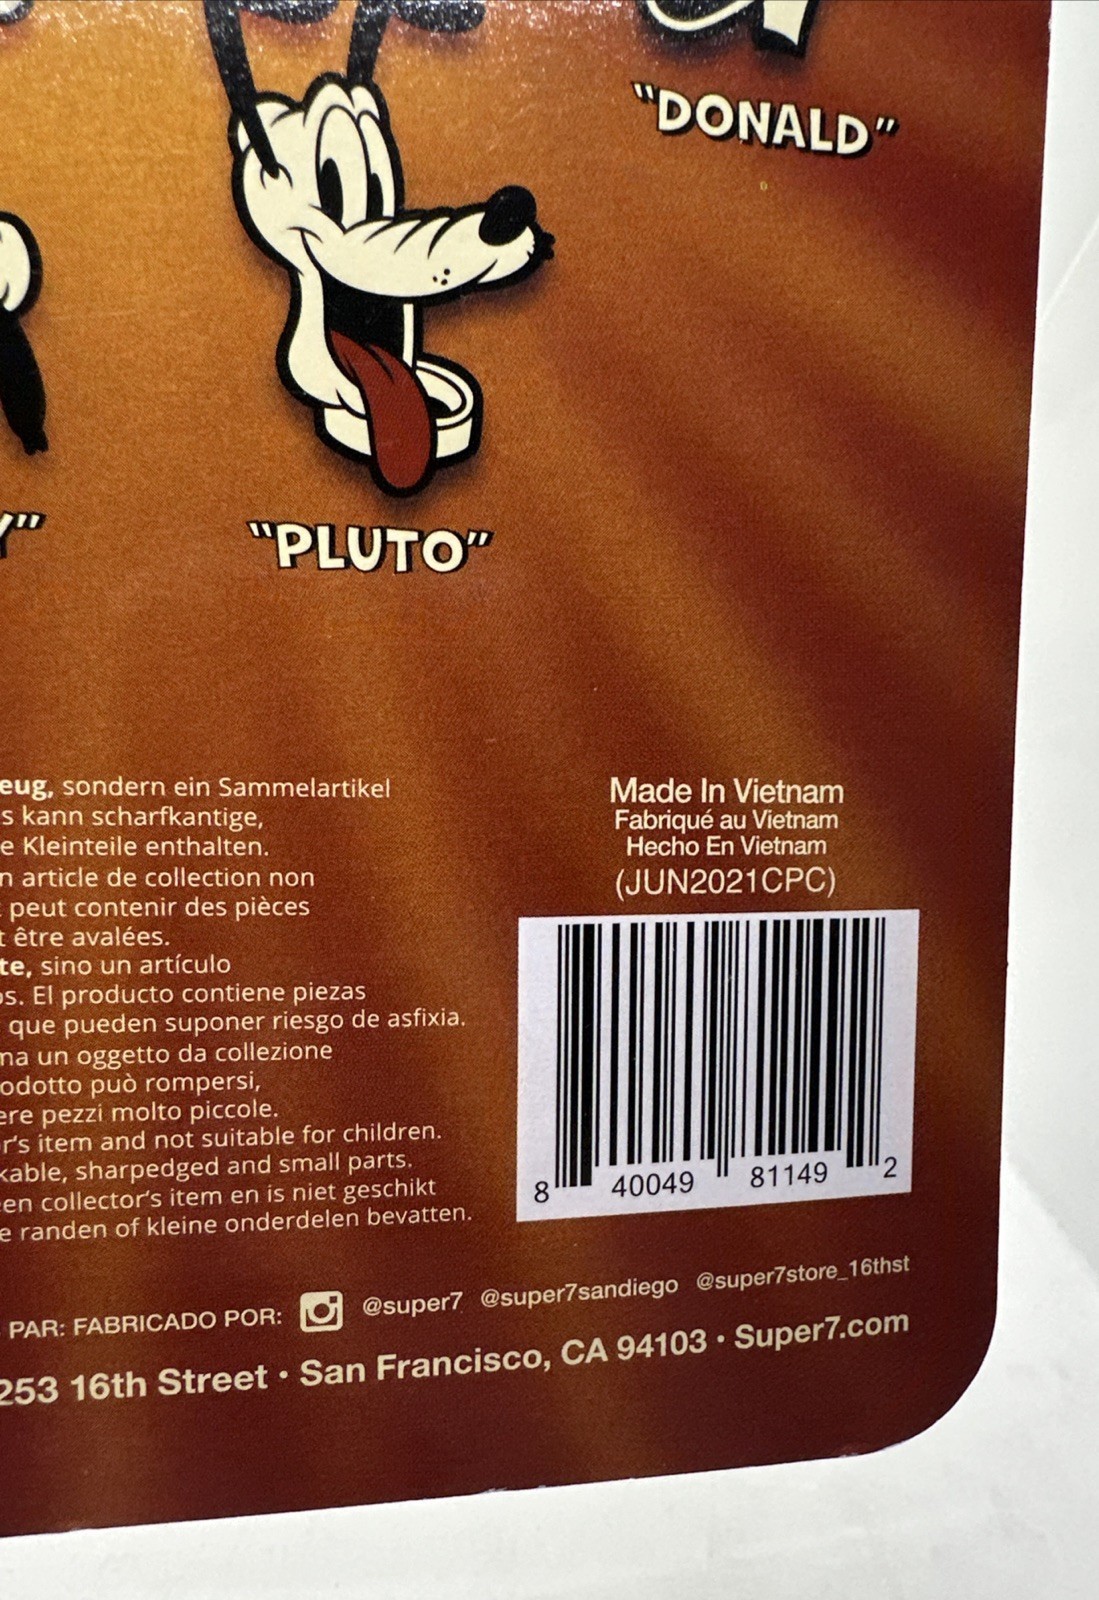 "DONALD"
"PLUTO"
eug, sondern ein Sammelartikel
s kann scharfkantige,
e Kleinteile enthalten.
n article de collection non
peut contenir des pièces
t être avalées.
te, sino un artículo
os. El producto contiene piezas
que pueden suponer riesgo de asfixia.
ma un oggetto da collezione
odotto può rompersi,
ere pezzi molto piccole.
r's item and not suitable for children.
kable, sharpedged and small parts.
een collector's item en is niet geschikt
e randen of kleine onderdelen bevatten.
Made In Vietnam
Fabriqué au Vietnam
Hecho En Vietnam
(JUN2021CPC)
8 40049 81149 2
PAR: FABRICADO POR: @super7 @super7sandiego @super7store_16thst
253 16th Street · San Francisco, CA 94103 · Super7.com